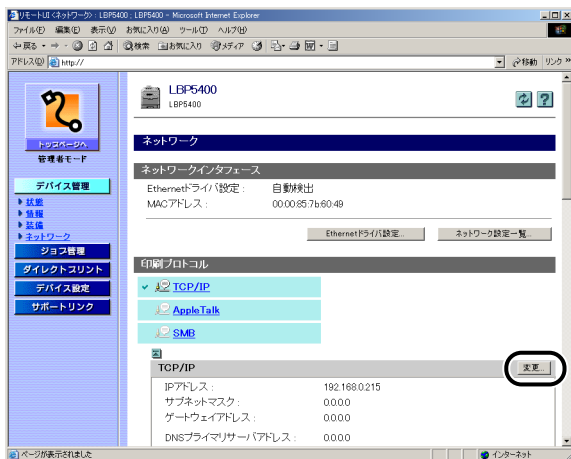 リモートUI <ネットワーク> : LBP5400 ; LBP5400 - Microsoft Internet Explorer
ファイル(F) 編集(E) 表示(V) お気に入り(A) ツール(T) ヘルプ(H)
戻る 検索 お気に入り メディア
アドレス(D) http:// 移動 リンク »
LBP5400
LBP5400
トップページへ
管理者モード
デバイス管理
状態
情報
装備
ネットワーク
ジョブ管理
ダイレクトプリント
デバイス設定
サポートリンク
ネットワーク
ネットワークインタフェース
Ethernetドライバ設定 : 自動検出
MACアドレス : 00:00:85:7b:60:49
Ethernetドライバ設定... ネットワーク設定一覧...
印刷プロトコル
TCP/IP
AppleTalk
SMB
TCP/IP 変更...
IPアドレス : 192.168.0.215
サブネットマスク : 0.0.0.0
ゲートウェイアドレス : 0.0.0.0
DNSプライマリサーバアドレス : 0.0.0.0
ページが表示されました インターネット